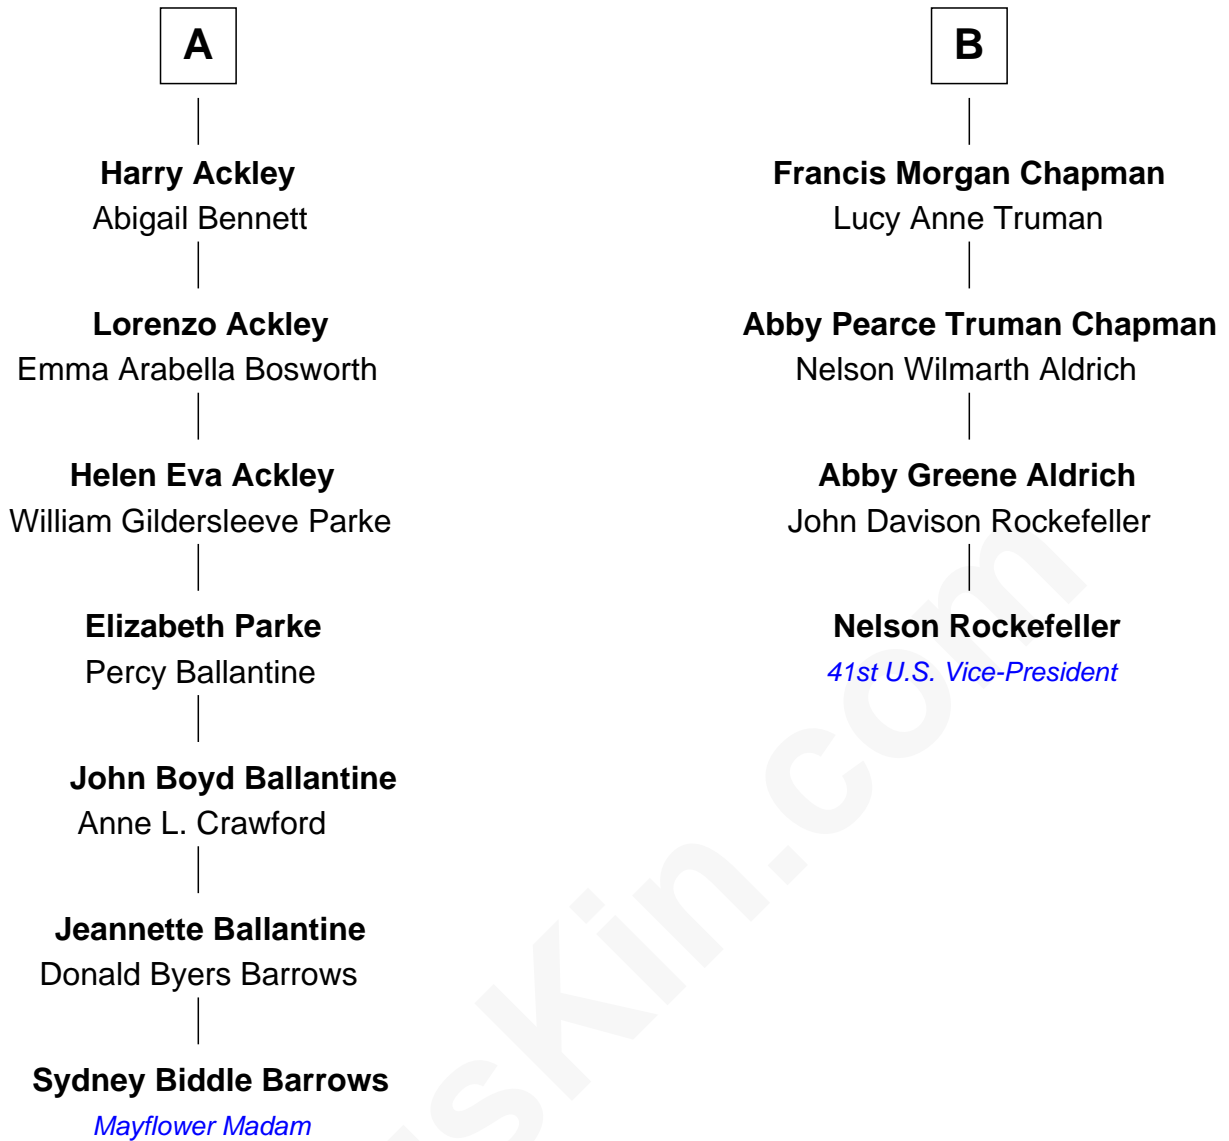 A
Harry Ackley
Abigail Bennett
Lorenzo Ackley
Emma Arabella Bosworth
Helen Eva Ackley
William Gildersleeve Parke
Elizabeth Parke
Percy Ballantine
John Boyd Ballantine
Anne L. Crawford
Jeannette Ballantine
Donald Byers Barrows
Sydney Biddle Barrows
Mayflower Madam
B
Francis Morgan Chapman
Lucy Anne Truman
Abby Pearce Truman Chapman
Nelson Wilmarth Aldrich
Abby Greene Aldrich
John Davison Rockefeller
Nelson Rockefeller
41st U.S. Vice-President
sKin.com